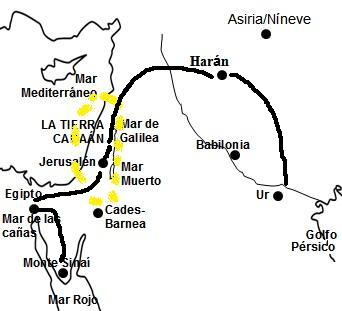 Asiria/Níneve
Harán
Mar
Mediterráneo
LA TIERRA
CANAÁN
Mar de
Galilea
Babilonia
Jerusalén
Mar
Muerto
Egipto
Ur
Cades-
Barnea
Mar de las
cañas
Golfo
Pérsico
Monte Sinaí
Mar Rojo